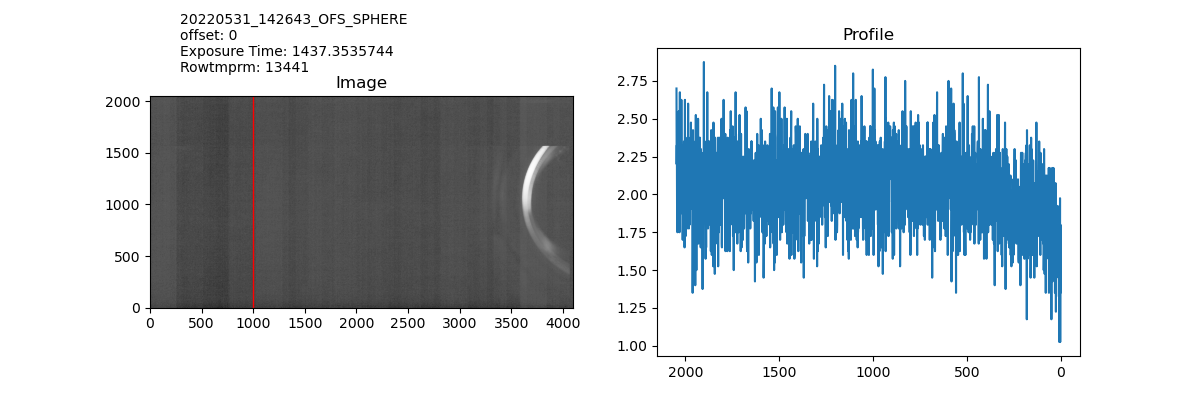 20220531_142643_OFS_SPHERE
offset: 0
Exposure Time: 1437.3535744
Rowtmprm: 13441
Image
2000
1500
1000
500
0
0 500 1000 1500 2000 2500 3000 3500 4000
Profile
2.75
2.50
2.25
2.00
1.75
1.50
1.25
1.00
2000 1500 1000 500 0